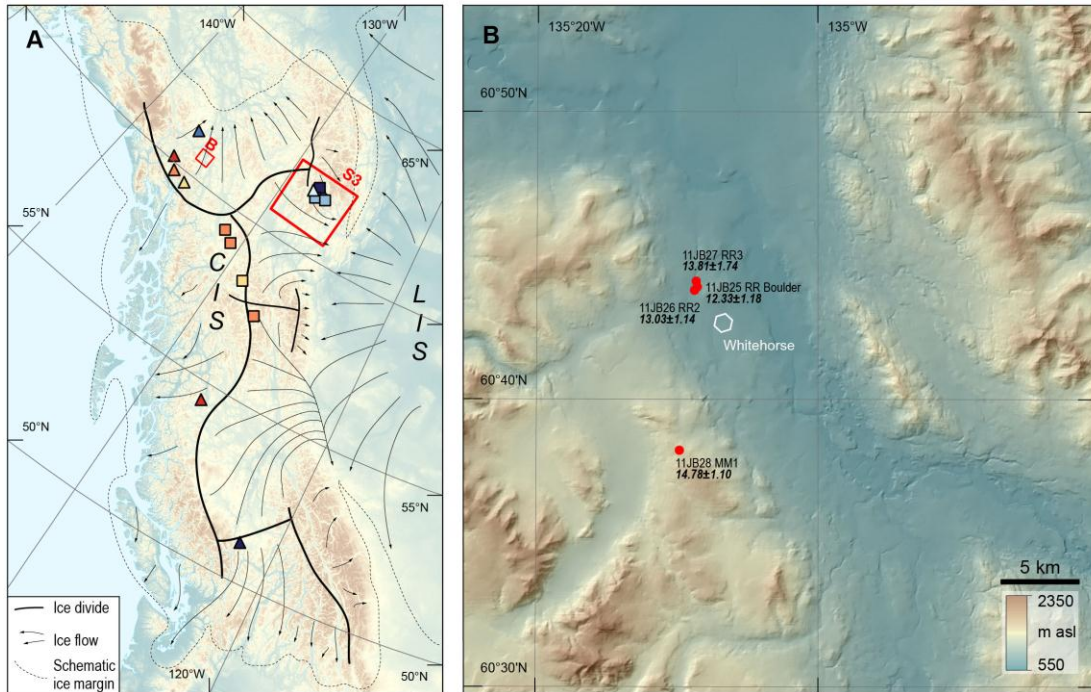 A
140°W
130°W
65°N
B
S3
55°N
C
I
S
L
I
S
50°N
55°N
120°W
50°N
Ice divide
Ice flow
Schematic
ice margin
B
135°20'W
135°W
60°50'N
11JB27 RR3
13.81±1.74
11JB25 RR Boulder
12.33±1.18
11JB26 RR2
13.03±1.14
Whitehorse
60°40'N
11JB28 MM1
14.78±1.10
60°30'N
5 km
2350
m asl
550